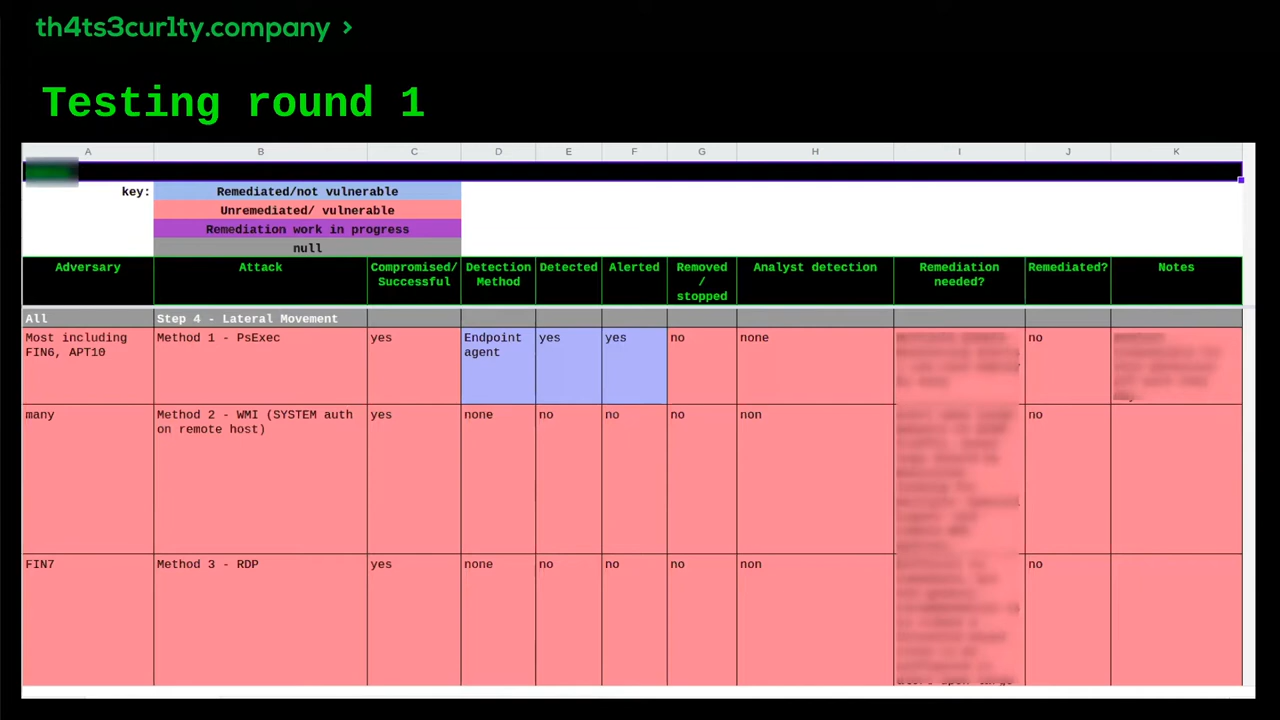 th4ts3cur1ty.company >
Testing round 1
A B C D E F G H I J K
key: Remediated/not vulnerable
Unremediated/ vulnerable
Remediation work in progress
null
Adversary Attack Compromised/ Detection Detected Alerted Removed Analyst detection Remediation Remediated? Notes
Successful Method / needed?
stopped
All Step 4 - Lateral Movement
Most including Method 1 - PsExec yes Endpoint yes yes no none no
FIN6, APT10 agent
many Method 2 - WMI (SYSTEM auth yes none no no no non no
on remote host)
FIN7 Method 3 - RDP yes none no no no non no